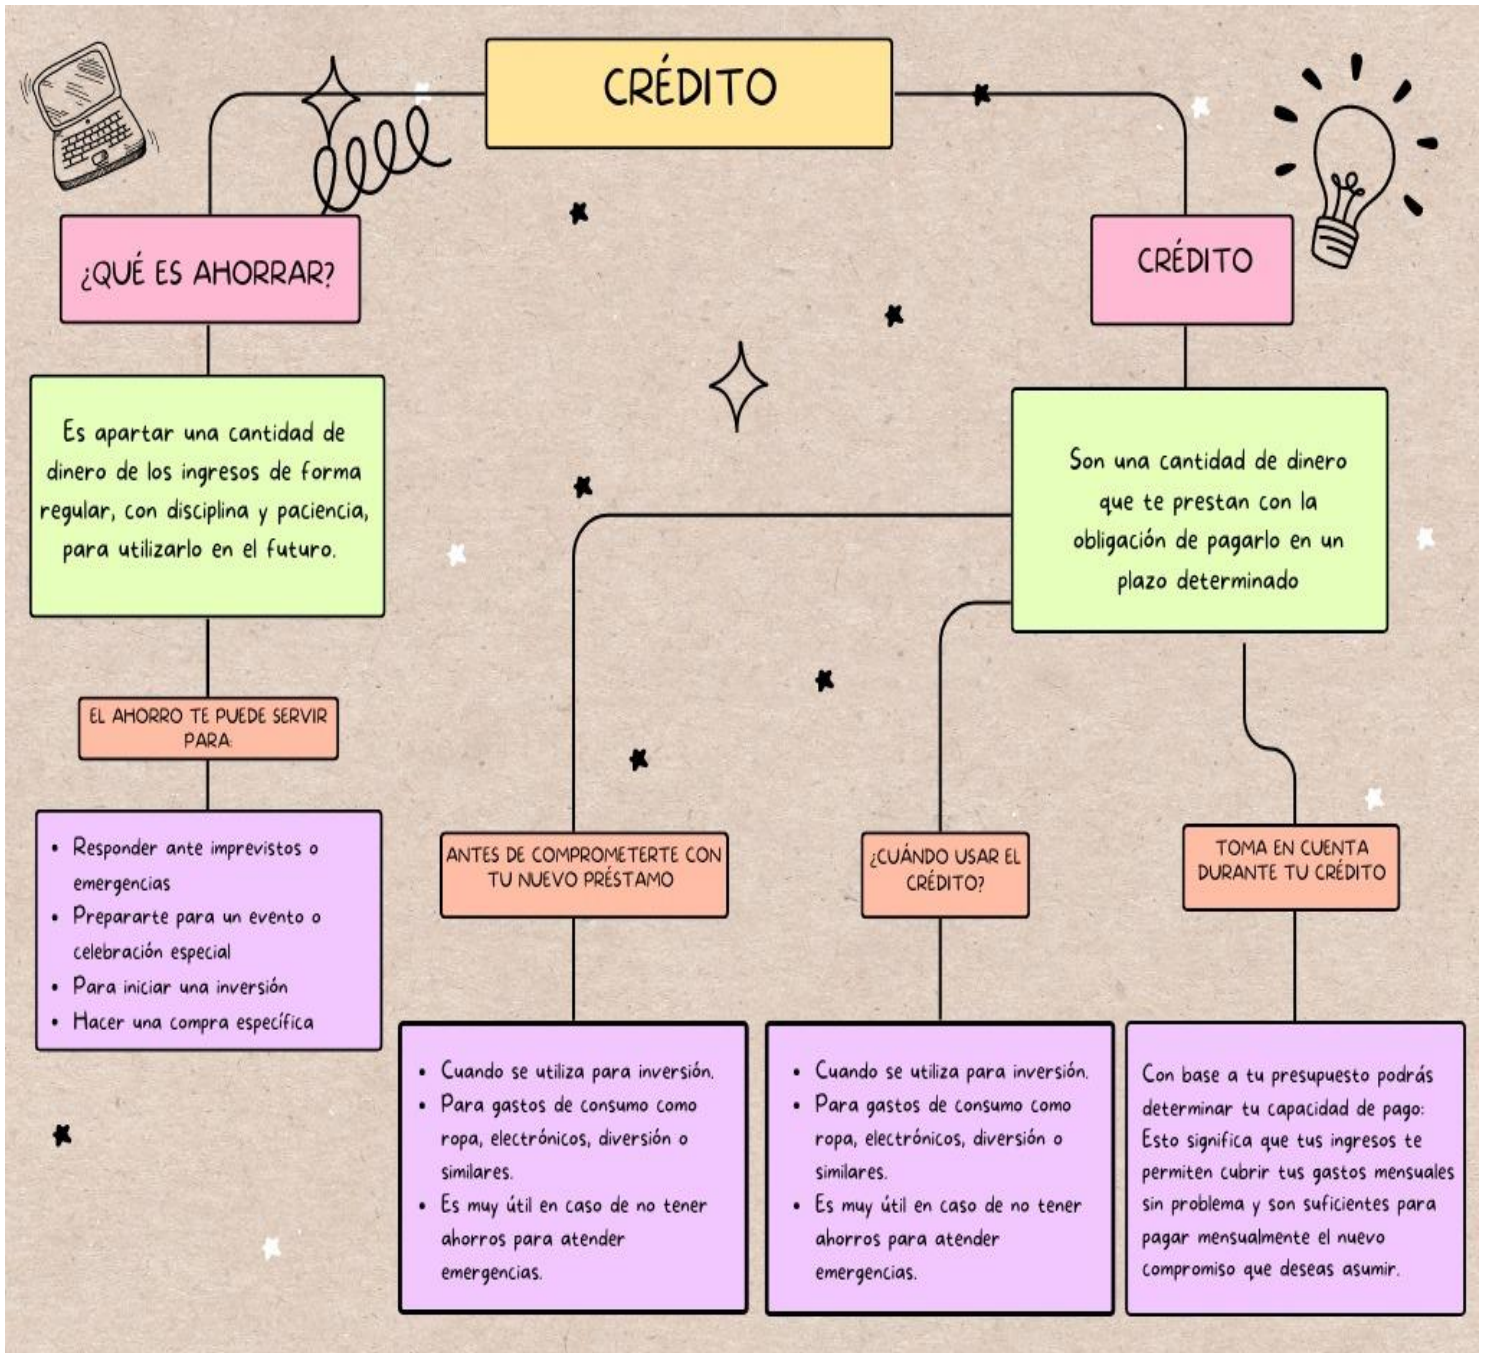 CRÉDITO
¿QUÉ ES AHORRAR?
Es apartar una cantidad de
dinero de los ingresos de forma
regular, con disciplina y paciencia,
para utilizarlo en el futuro.
EL AHORRO TE PUEDE SERVIR
PARA:
• Responder ante imprevistos o
emergencias
• Prepararte para un evento o
celebración especial
• Para iniciar una inversión
• Hacer una compra específica
CRÉDITO
Son una cantidad de dinero
que te prestan con la
obligación de pagarlo en un
plazo determinado
ANTES DE COMPROMETERTE CON
TU NUEVO PRÉSTAMO
• Cuando se utiliza para inversión.
• Para gastos de consumo como
ropa, electrónicos, diversión o
similares.
• Es muy útil en caso de no tener
ahorros para atender
emergencias.
¿CUÁNDO USAR EL
CRÉDITO?
• Cuando se utiliza para inversión.
• Para gastos de consumo como
ropa, electrónicos, diversión o
similares.
• Es muy útil en caso de no tener
ahorros para atender
emergencias.
TOMA EN CUENTA
DURANTE TU CRÉDITO
Con base a tu presupuesto podrás
determinar tu capacidad de pago:
Esto significa que tus ingresos te
permiten cubrir tus gastos mensuales
sin problema y son suficientes para
pagar mensualmente el nuevo
compromiso que deseas asumir.